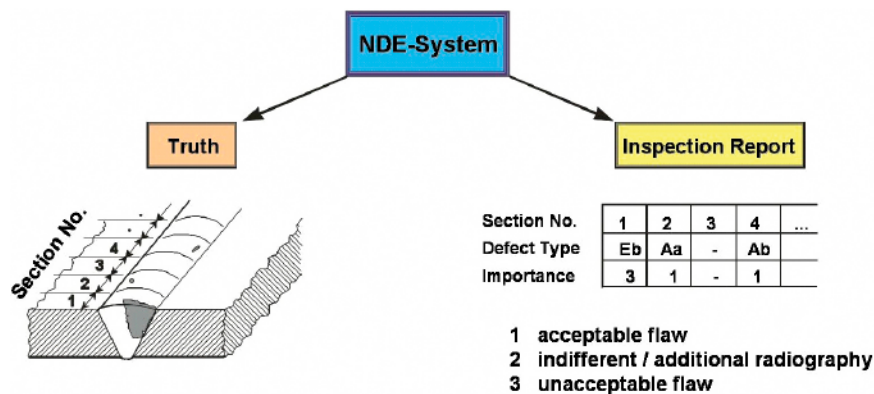 NDE-System
Truth
Inspection Report
Section No.
1
2
3
4
Section No. 1 2 3 4 ...
Defect Type Eb Aa - Ab
Importance 3 1 - 1
1 acceptable flaw
2 indifferent / additional radiography
3 unacceptable flaw